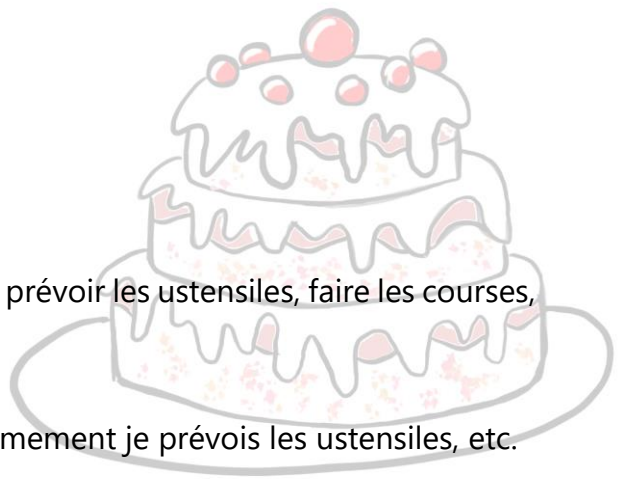 prévoir les ustensiles, faire les courses,
mement je prévois les ustensiles, etc.